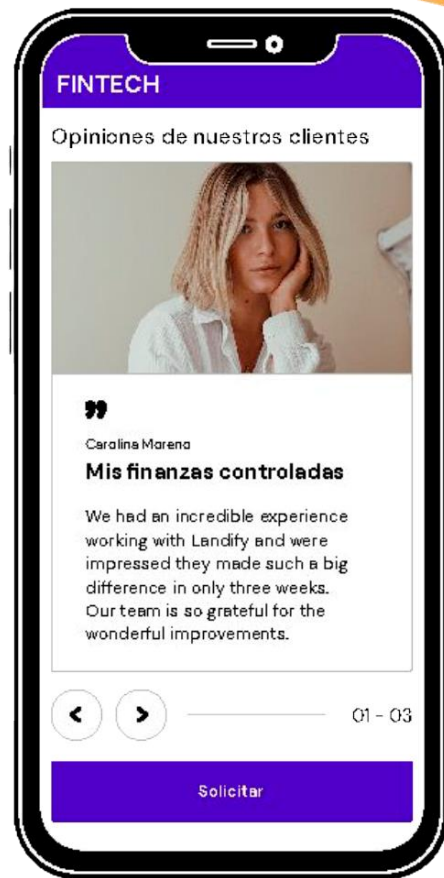 FINTECH
Opiniones de nuestros clientes
Carolina Moreno
Mis finanzas controladas
We had an incredible experience
working with Landify and were
impressed they made such a big
difference in only three weeks.
Our team is so grateful for the
wonderful improvements.
01 - 03
Solicitar